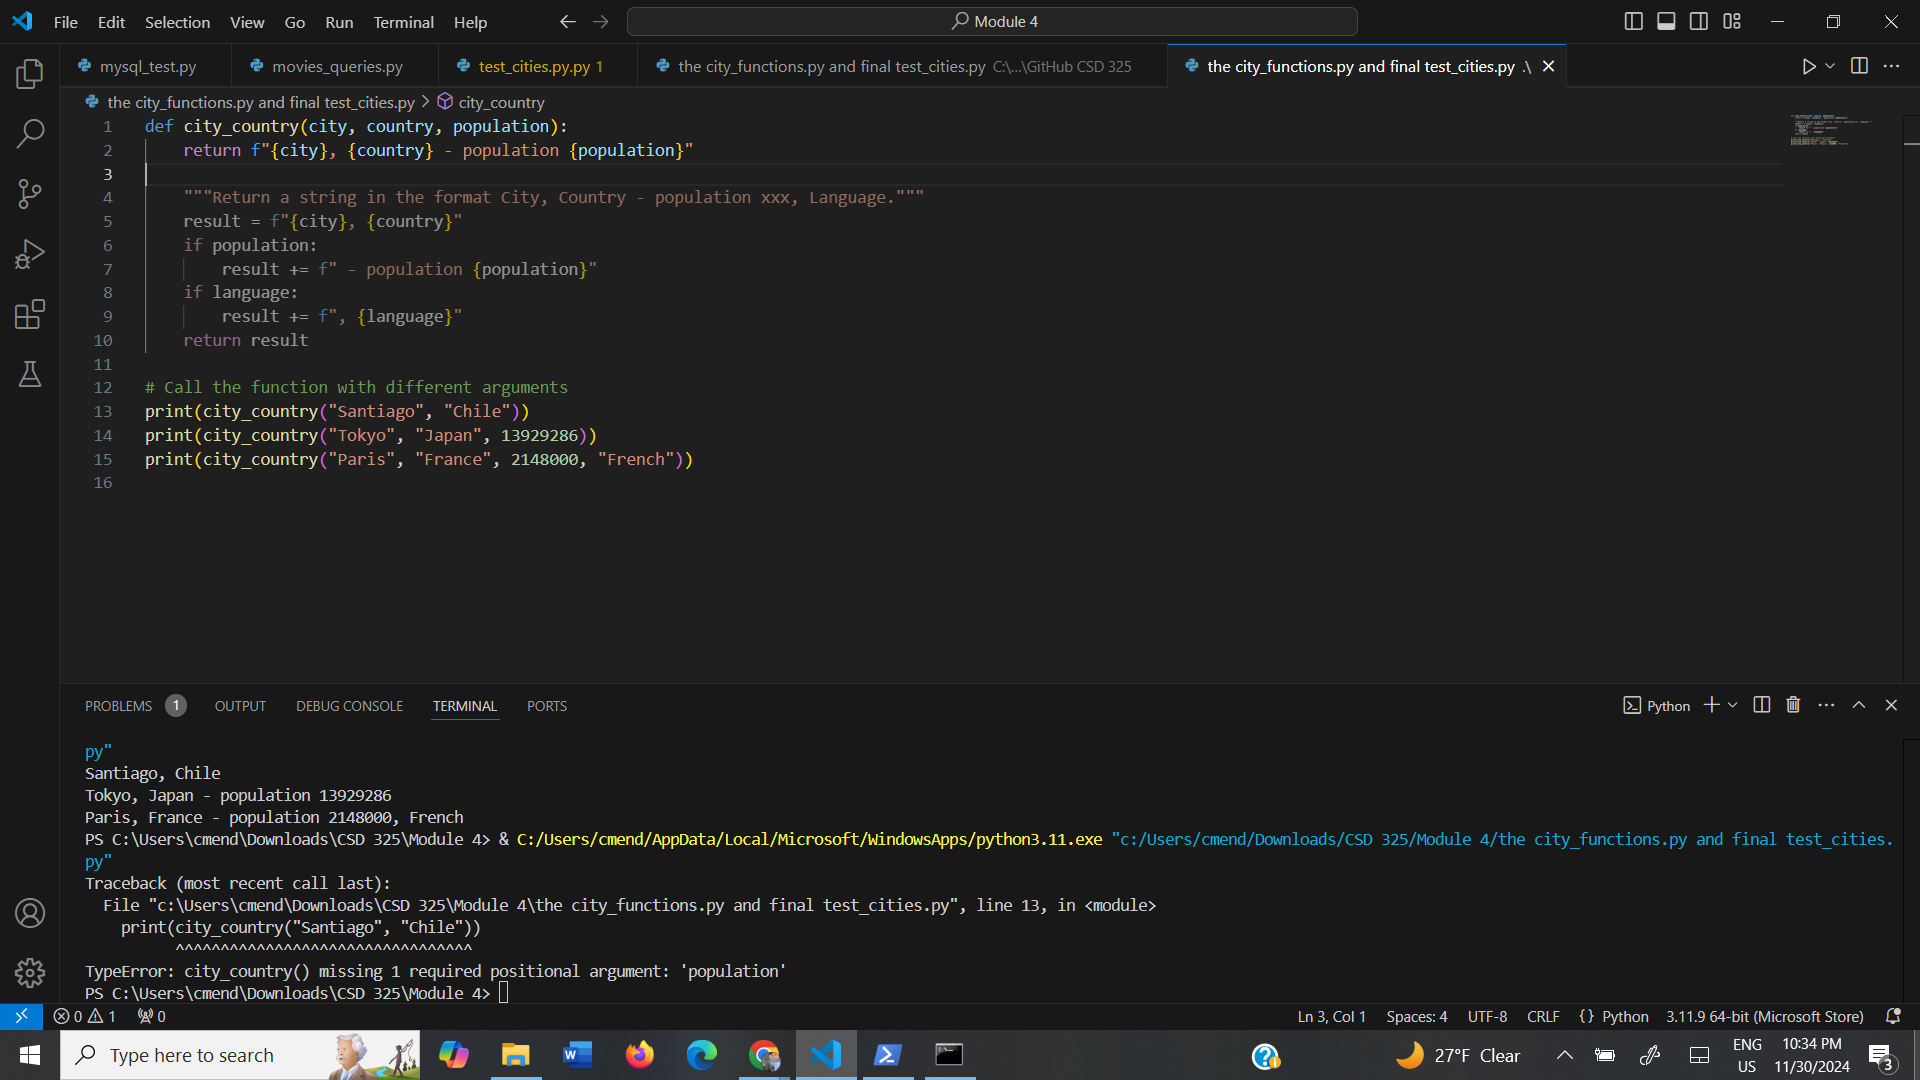 File Edit Selection View Go Run Terminal Help
Module 4
mysql_test.py
movies_queries.py
test_cities.py.py 1
the city_functions.py and final test_cities.py C:\...\GitHub CSD 325
the city_functions.py and final test_cities.py .\
the city_functions.py and final test_cities.py > city_country
1 def city_country(city, country, population):
2 return f"{city}, {country} - population {population}"
3
4 """Return a string in the format City, Country - population xxx, Language."""
5 result = f"{city}, {country}"
6 if population:
7 result += f" - population {population}"
8 if language:
9 result += f", {language}"
10 return result
11
12 # Call the function with different arguments
13 print(city_country("Santiago", "Chile"))
14 print(city_country("Tokyo", "Japan", 13929286))
15 print(city_country("Paris", "France", 2148000, "French"))
16
PROBLEMS 1 OUTPUT DEBUG CONSOLE TERMINAL PORTS
Python
py"
Santiago, Chile
Tokyo, Japan - population 13929286
Paris, France - population 2148000, French
PS C:\Users\cmend\Downloads\CSD 325\Module 4> & C:/Users/cmend/AppData/Local/Microsoft/WindowsApps/python3.11.exe "c:/Users/cmend/Downloads/CSD 325/Module 4/the city_functions.py and final test_cities.
py"
Traceback (most recent call last):
File "c:\Users\cmend\Downloads\CSD 325\Module 4\the city_functions.py and final test_cities.py", line 13, in <module>
print(city_country("Santiago", "Chile"))
^^^^^^^^^^^^^^^^^^^^^^^^^^^^^^^^^
TypeError: city_country() missing 1 required positional argument: 'population'
PS C:\Users\cmend\Downloads\CSD 325\Module 4>
0 1 0
Ln 3, Col 1 Spaces: 4 UTF-8 CRLF {} Python 3.11.9 64-bit (Microsoft Store)
Type here to search
27°F Clear
ENG
US
10:34 PM
11/30/2024
3